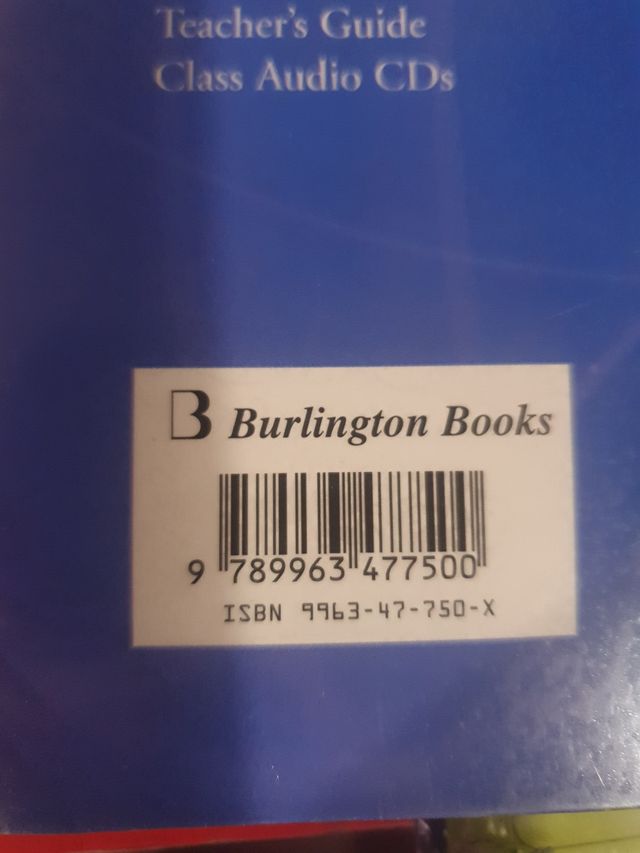 Teacher's Guide
Class Audio CDs
B Burlington Books
9 789963 477500
ISBN 9963-47-750-X